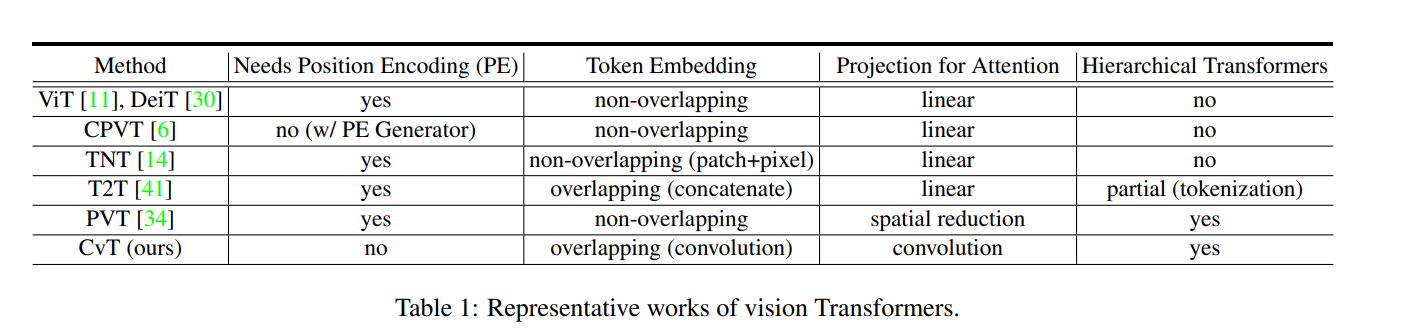 Method Needs Position Encoding (PE) Token Embedding Projection for Attention Hierarchical Transformers
ViT [11], DeiT [30] yes non-overlapping linear no
CPVT [6] no (w/ PE Generator) non-overlapping linear no
TNT [14] yes non-overlapping (patch+pixel) linear no
T2T [41] yes overlapping (concatenate) linear partial (tokenization)
PVT [34] yes non-overlapping spatial reduction yes
CvT (ours) no overlapping (convolution) convolution yes
Table 1: Representative works of vision Transformers.